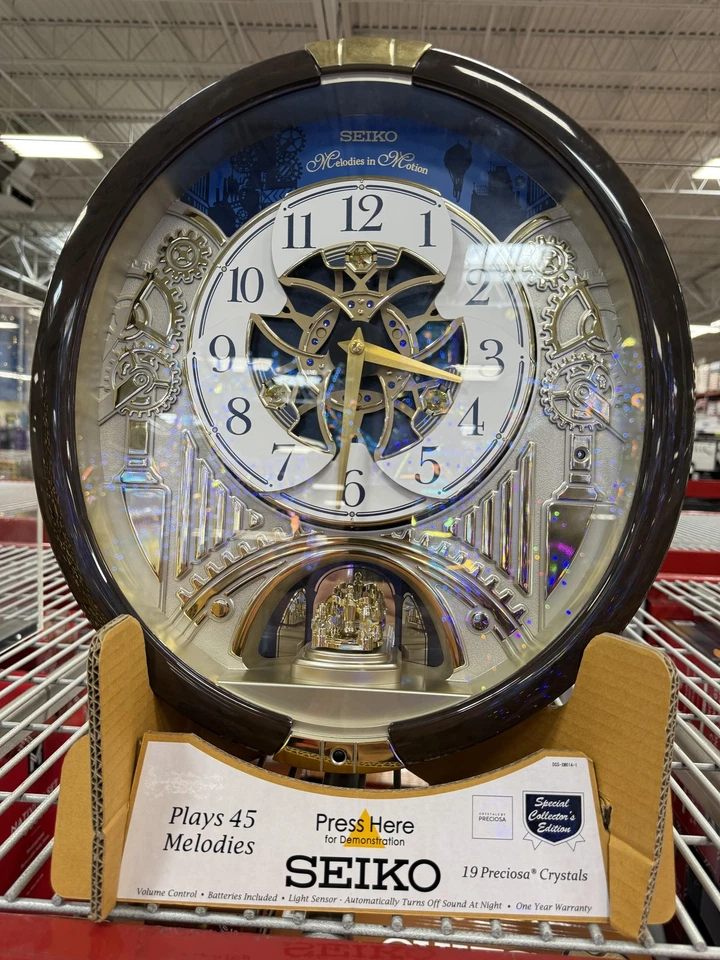 SEIKO
Melodies in Motion
12
11
1
10
2
9
3
8
4
7
5
6
Plays 45
Melodies
Press Here
for Demonstration
SEIKO
CRYSTALS BY
PRECIOSA
Special
Collector's
Edition
19 Preciosa® Crystals
Volume Control • Batteries Included • Light Sensor - Automatically Turns Off Sound At Night • One Year Warranty